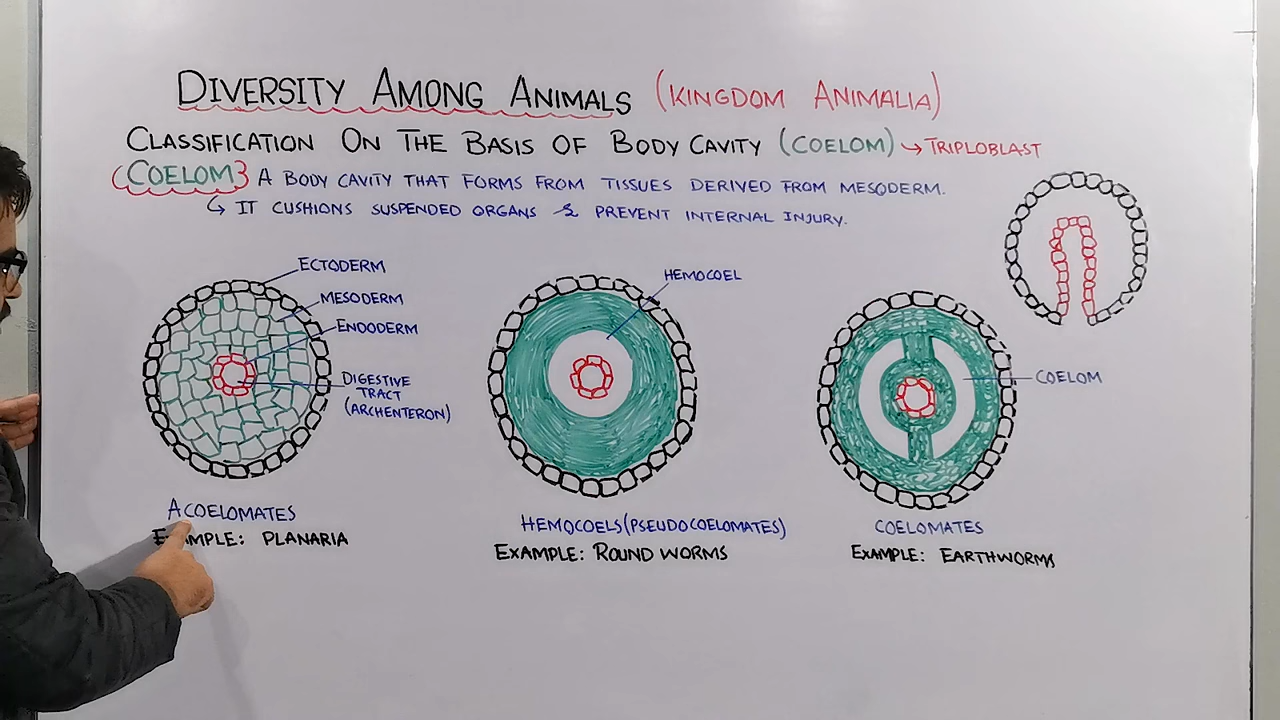 DIVERSITY AMONG ANIMALS (KINGDOM ANIMALIA)
CLASSIFICATION ON THE BASIS OF BODY CAVITY (COELOM) → TRIPLOBLAST
(COELOM} A BODY CAVITY THAT FORMS FROM TISSUES DERIVED FROM MESODERM.
↳ IT CUSHIONS SUSPENDED ORGANS & PREVENT INTERNAL INJURY.
ECTODERM
MESODERM
ENDODERM
DIGESTIVE
TRACT
(ARCHENTERON)
HEMOCOEL
COELOM
ACOELOMATES
EXAMPLE: PLANARIA
HEMOCOELS (PSEUDOCOELOMATES)
EXAMPLE: ROUND WORMS
COELOMATES
EXAMPLE: EARTHWORMS